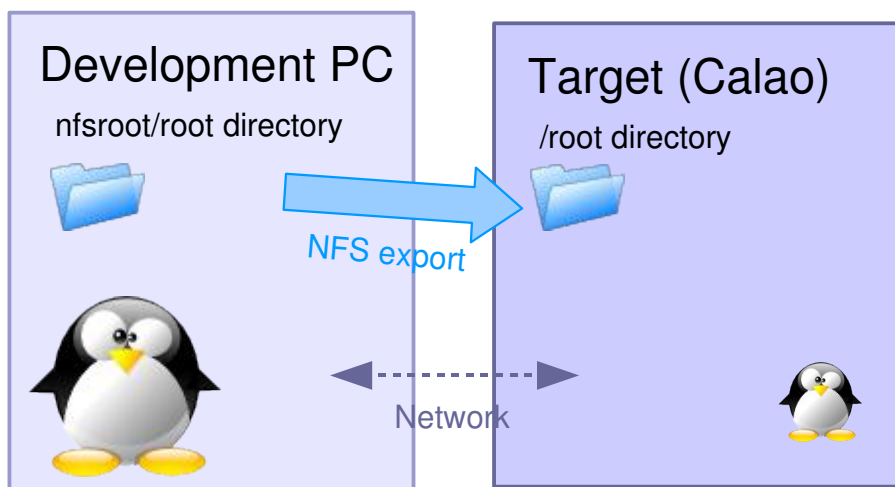 Development PC
nfsroot/root directory
Target (Calao)
/root directory
NFS export
Network